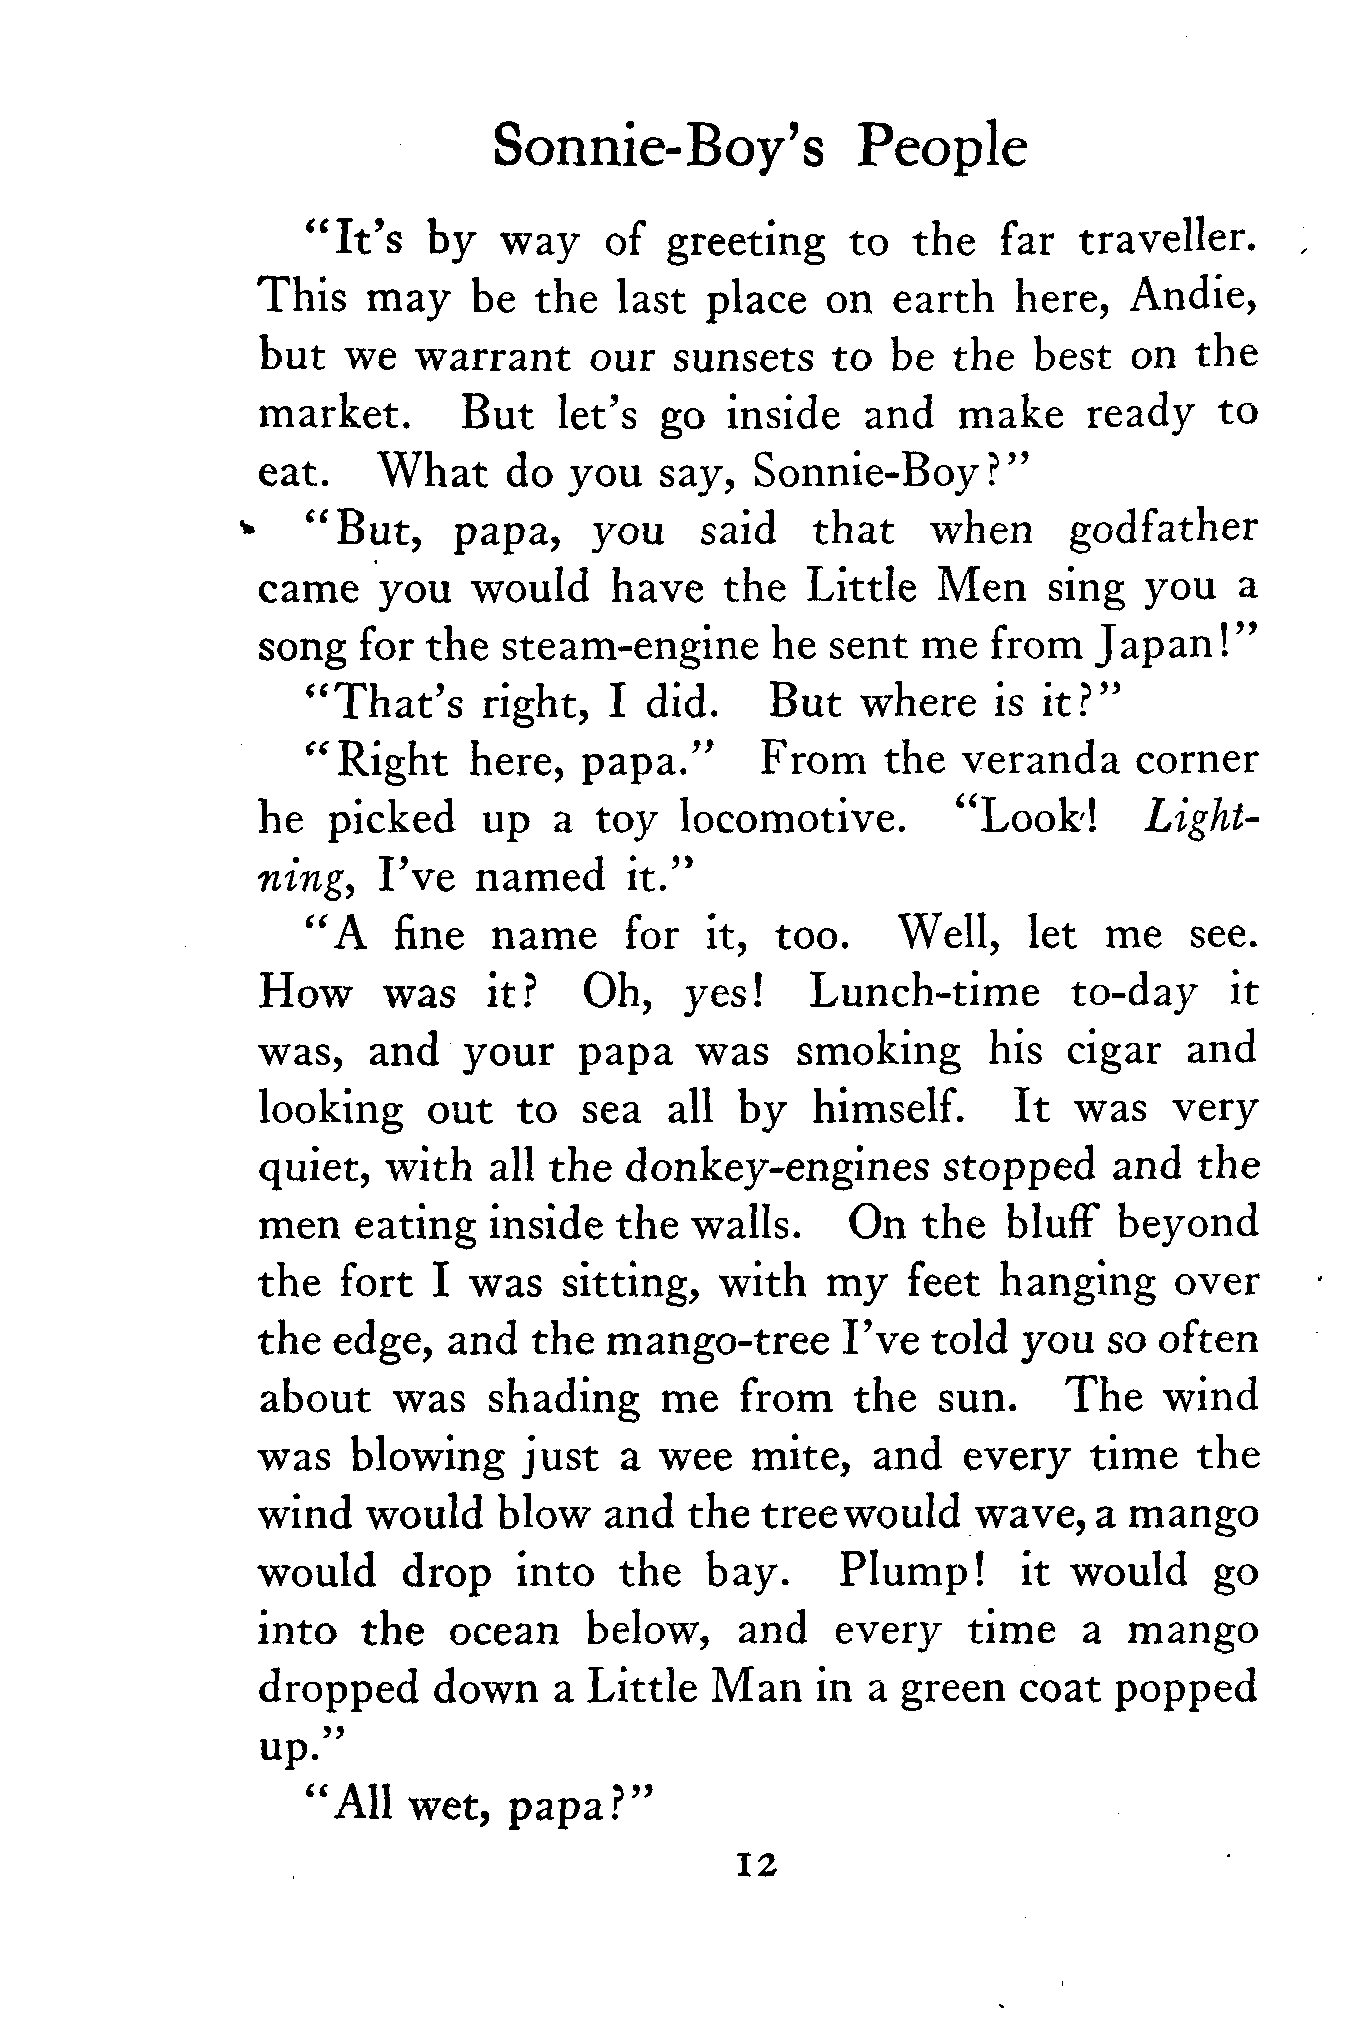 Sonnie-Boy's People
"It's by way of greeting to the far traveller.
This may be the last place on earth here, Andie,
but we warrant our sunsets to be the best on the
market. But let's go inside and make ready to
eat. What do you say, Sonnie-Boy?"
"But, papa, you said that when godfather
came you would have the Little Men sing you a
song for the steam-engine he sent me from Japan!"
"That's right, I did. But where is it?"
"Right here, papa." From the veranda corner
he picked up a toy locomotive. "Look! Light-
ning, I've named it."
"A fine name for it, too. Well, let me see.
How was it? Oh, yes! Lunch-time to-day it
was, and your papa was smoking his cigar and
looking out to sea all by himself. It was very
quiet, with all the donkey-engines stopped and the
men eating inside the walls. On the bluff beyond
the fort I was sitting, with my feet hanging over
the edge, and the mango-tree I've told you so often
about was shading me from the sun. The wind
was blowing just a wee mite, and every time the
wind would blow and the tree would wave, a mango
would drop into the bay. Plump! it would go
into the ocean below, and every time a mango
dropped down a Little Man in a green coat popped
up."
"All wet, papa?"
12